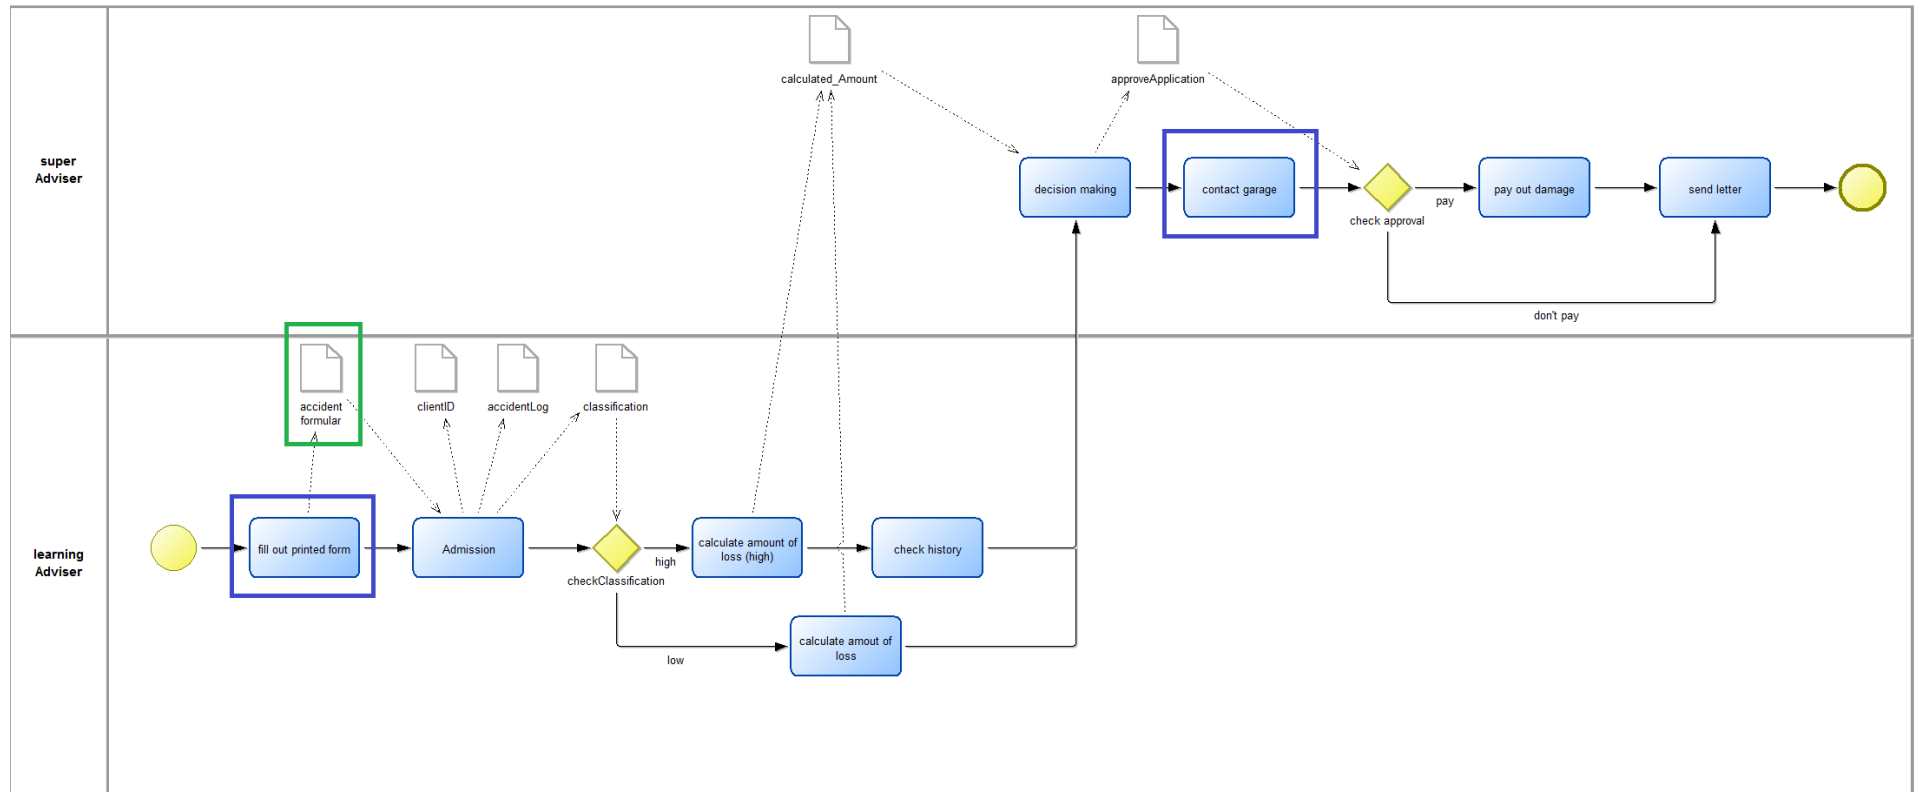 calculated_Amount
approveApplication
super
Adviser
decision making
contact garage
check approval
pay
pay out damage
send letter
don't pay
accident
formular
clientID
accidentLog
classification
learning
Adviser
fill out printed form
Admission
checkClassification
high
calculate amount of
loss (high)
check history
low
calculate amout of
loss